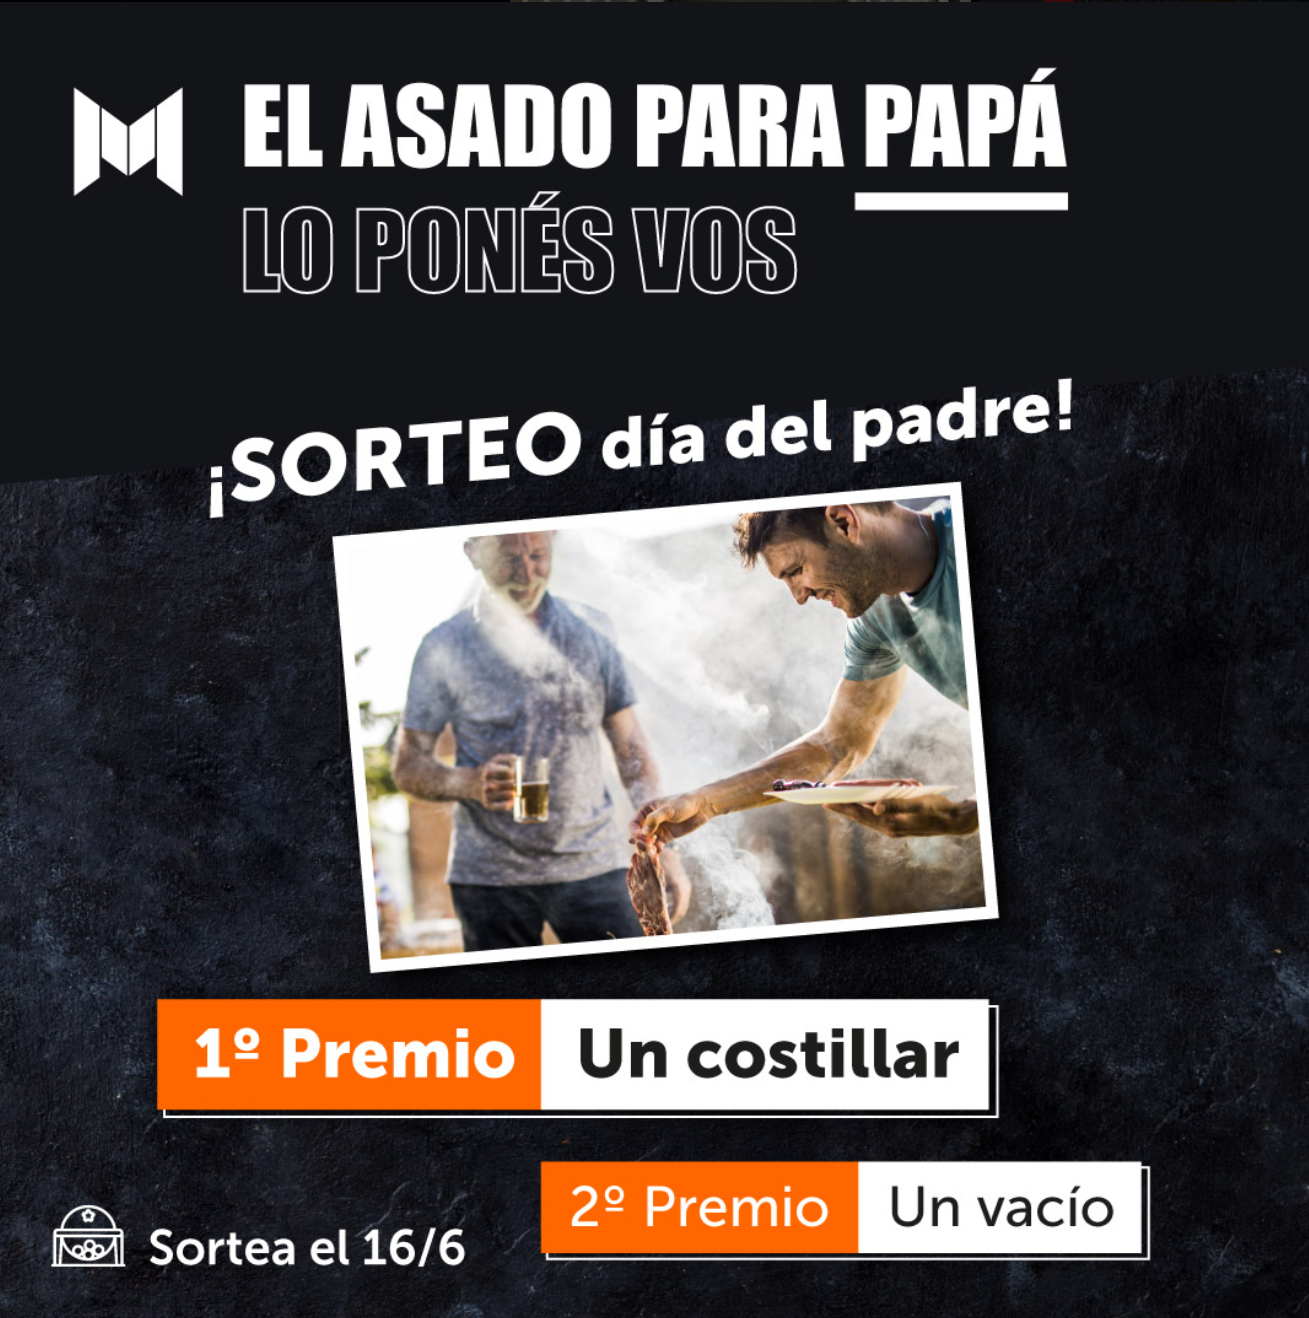 EL ASADO PARA PAPÁ
LO PONÉS VOS
¡SORTEO día del padre!
1º Premio Un costillar
2º Premio Un vacío
Sortea el 16/6